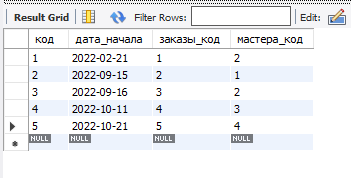 Result Grid Filter Rows: Edit:
код дата_начала заказы_код мастера_код
1 2022-02-21 1 2
2 2022-09-15 2 1
3 2022-09-16 3 2
4 2022-10-11 4 3
5 2022-10-21 5 4
NULL NULL NULL NULL